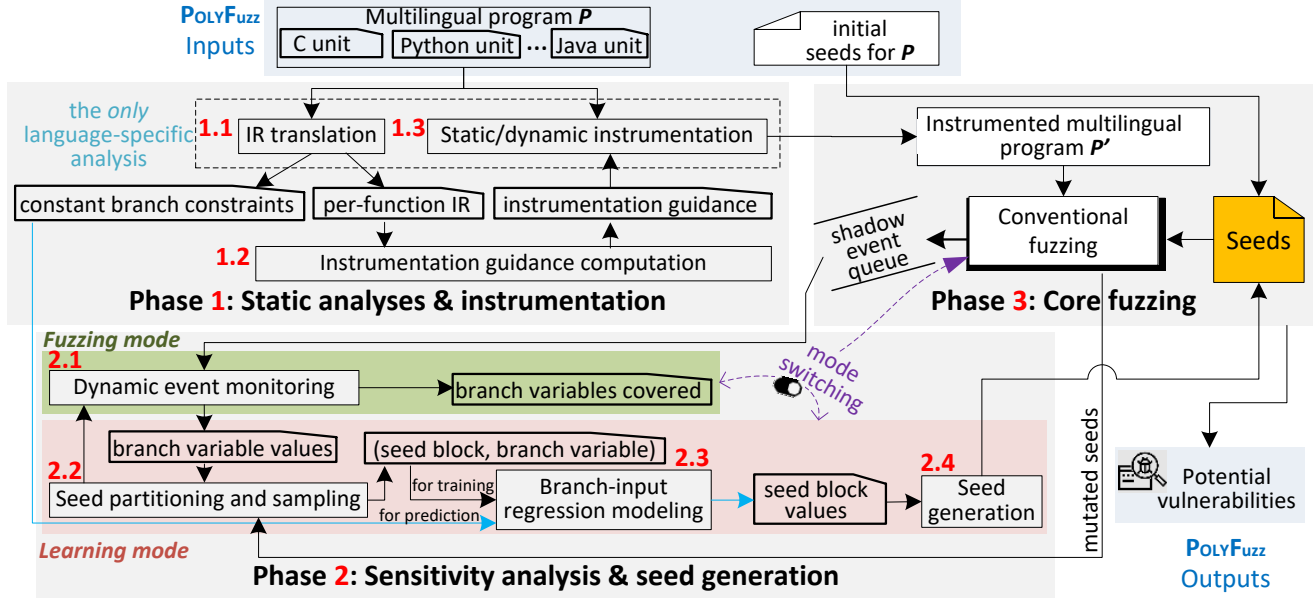 POLYFUZZ
Inputs
Multilingual program P
C unit
Python unit
...
Java unit
initial
seeds for P
the only
language-specific
analysis
1.1
IR translation
1.3
Static/dynamic instrumentation
Instrumented multilingual
program P'
constant branch constraints
per-function IR
instrumentation guidance
shadow
event
queue
Conventional
fuzzing
Seeds
1.2
Instrumentation guidance computation
Phase 1: Static analyses & instrumentation
Phase 3: Core fuzzing
Fuzzing mode
2.1
Dynamic event monitoring
branch variables covered
mode
switching
branch variable values
(seed block, branch variable)
2.2
Seed partitioning and sampling
for training
for prediction
2.3
Branch-input
regression modeling
seed block
values
2.4
Seed
generation
mutated seeds
Potential
vulnerabilities
Learning mode
Phase 2: Sensitivity analysis & seed generation
POLYFUZZ
Outputs